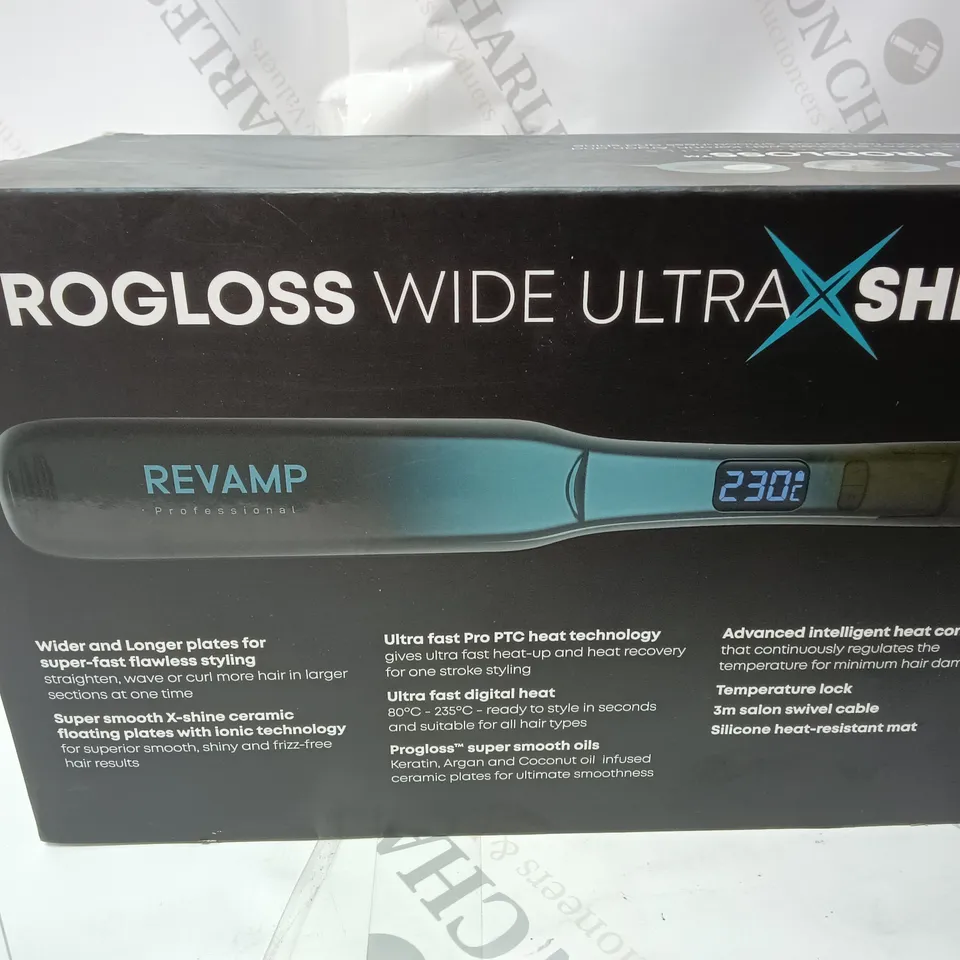 PROGLOSS™
ROGLOSS WIDE ULTRA X SHI
REVAMP
Professional
230°C
Wider and Longer plates for
super-fast flawless styling
straighten, wave or curl more hair in larger
sections at one time
Super smooth X-shine ceramic
floating plates with ionic technology
for superior smooth, shiny and frizz-free
hair results
Ultra fast Pro PTC heat technology
gives ultra fast heat-up and heat recovery
for one stroke styling
Ultra fast digital heat
80°C - 235°C - ready to style in seconds
and suitable for all hair types
Progloss™ super smooth oils
Keratin, Argan and Coconut oil infused
ceramic plates for ultimate smoothness
Advanced intelligent heat con
that continuously regulates the
temperature for minimum hair dam
Temperature lock
3m salon swivel cable
Silicone heat-resistant mat